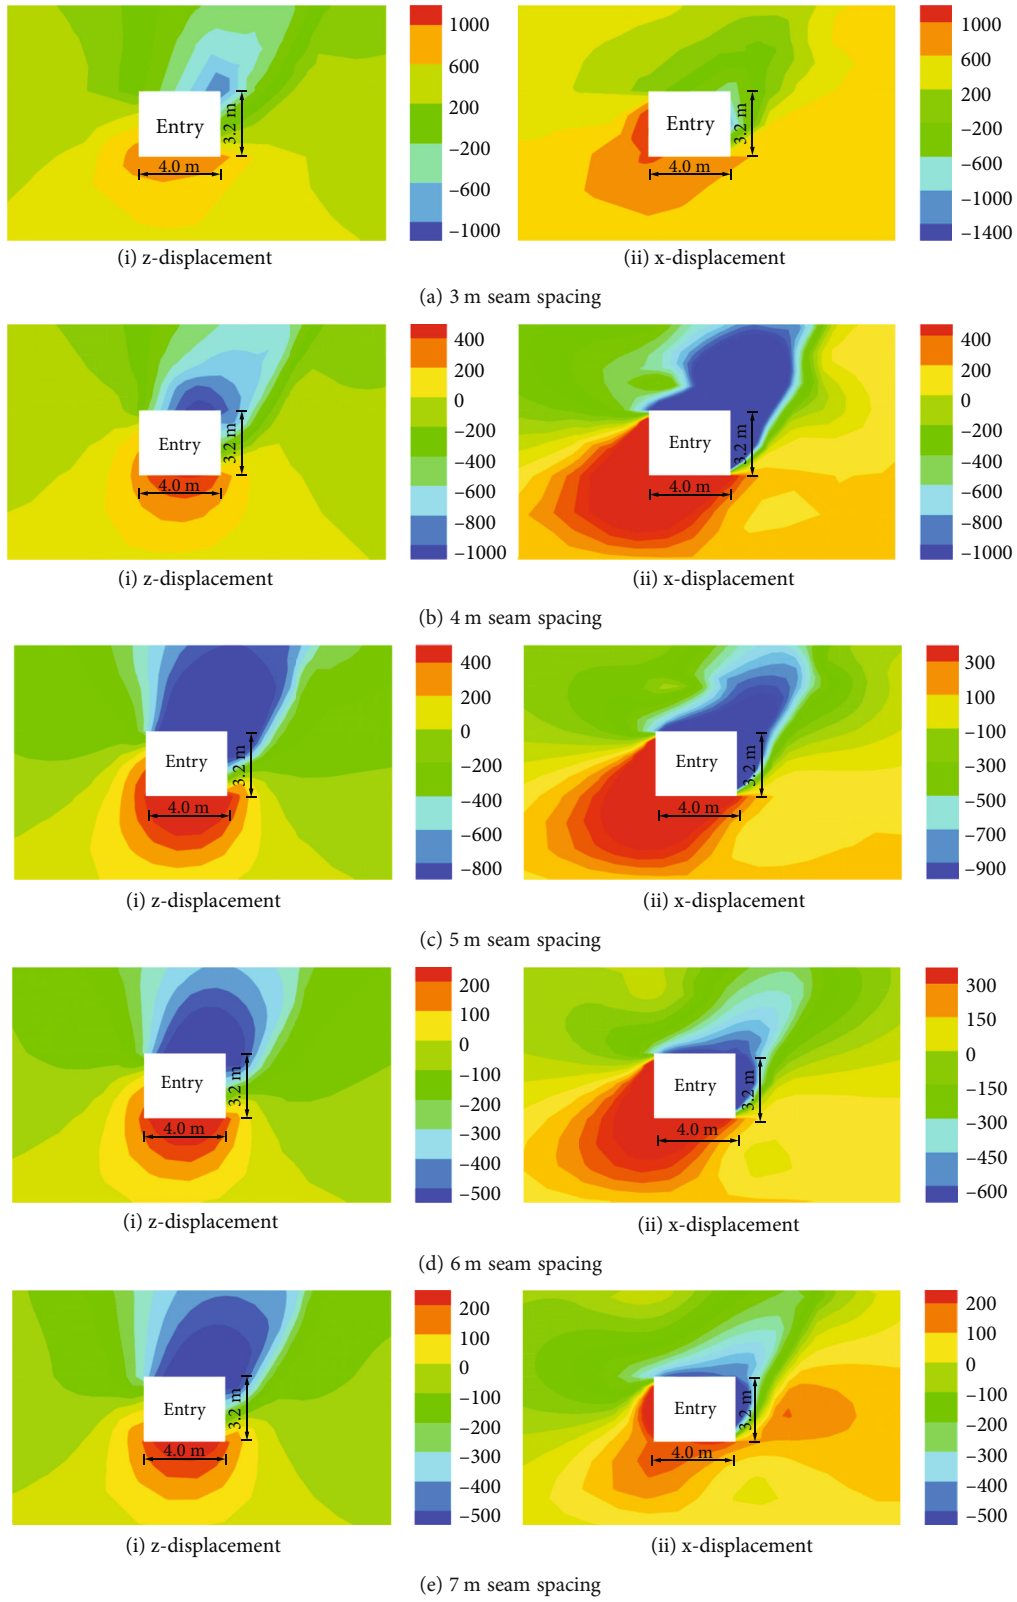 1000
600
200
–200
–600
–1000
Entry
3.2 m
4.0 m
(i) z-displacement
1000
600
200
–200
–600
–1000
–1400
Entry
3.2 m
4.0 m
(ii) x-displacement
(a) 3 m seam spacing
400
200
0
–200
–400
–600
–800
–1000
Entry
3.2 m
4.0 m
(i) z-displacement
400
200
0
–200
–400
–600
–800
–1000
Entry
3.2 m
4.0 m
(ii) x-displacement
(b) 4 m seam spacing
400
200
0
–200
–400
–600
–800
Entry
3.2 m
4.0 m
(i) z-displacement
300
100
–100
–300
–500
–700
–900
Entry
3.2 m
4.0 m
(ii) x-displacement
(c) 5 m seam spacing
200
100
0
–100
–200
–300
–400
–500
Entry
3.2 m
4.0 m
(i) z-displacement
300
150
0
–150
–300
–450
–600
Entry
3.2 m
4.0 m
(ii) x-displacement
(d) 6 m seam spacing
200
100
0
–100
–200
–300
–400
–500
Entry
3.2 m
4.0 m
(i) z-displacement
200
100
0
–100
–200
–300
–400
–500
Entry
3.2 m
4.0 m
(ii) x-displacement
(e) 7 m seam spacing